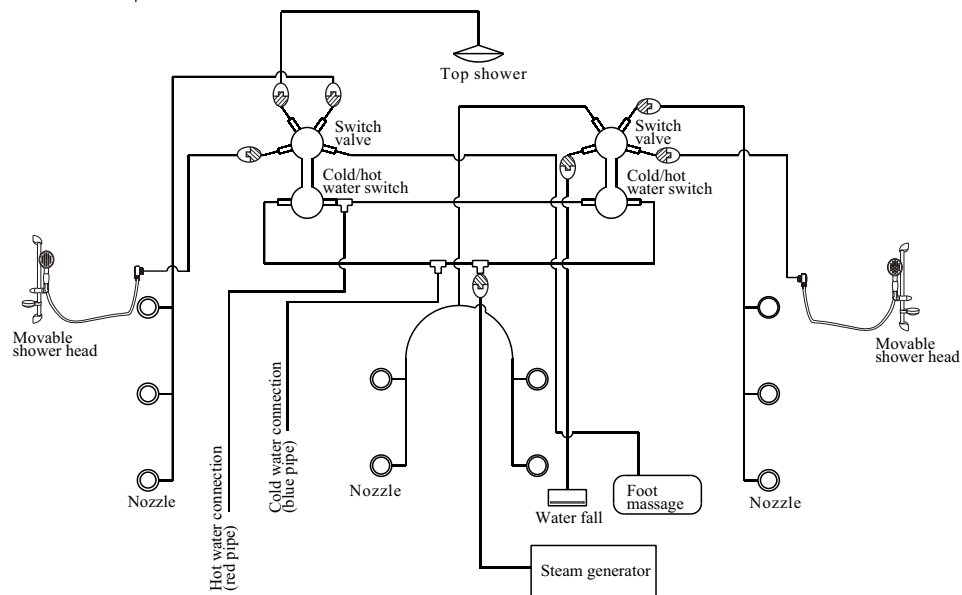 Top shower
Switch
valve
Cold/hot
water switch
Switch
valve
Cold/hot
water switch
Movable
shower head
Movable
shower head
Nozzle
Hot water connection
(red pipe)
Cold water connection
(blue pipe)
Nozzle
Water fall
Foot
massage
Nozzle
Steam generator